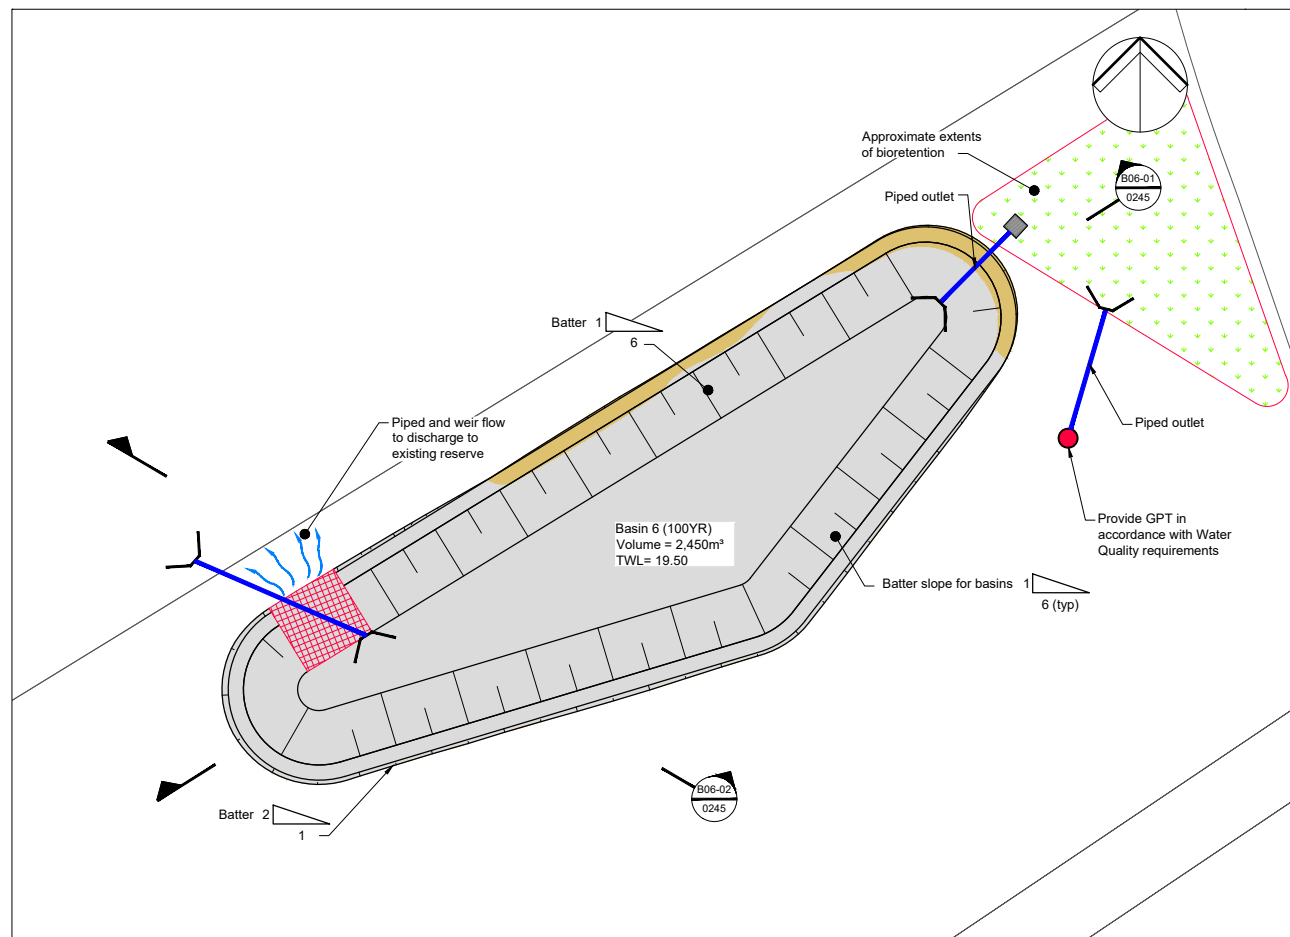 Approximate extents
of bioretention
B06-01
0245
Piped outlet
Batter 1
6
Piped and weir flow
to discharge to
existing reserve
Piped outlet
Basin 6 (100YR)
Volume = 2,450m³
TWL= 19.50
Provide GPT in
accordance with Water
Quality requirements
Batter slope for basins 1
6 (typ)
B06-02
0245
Batter 2
1